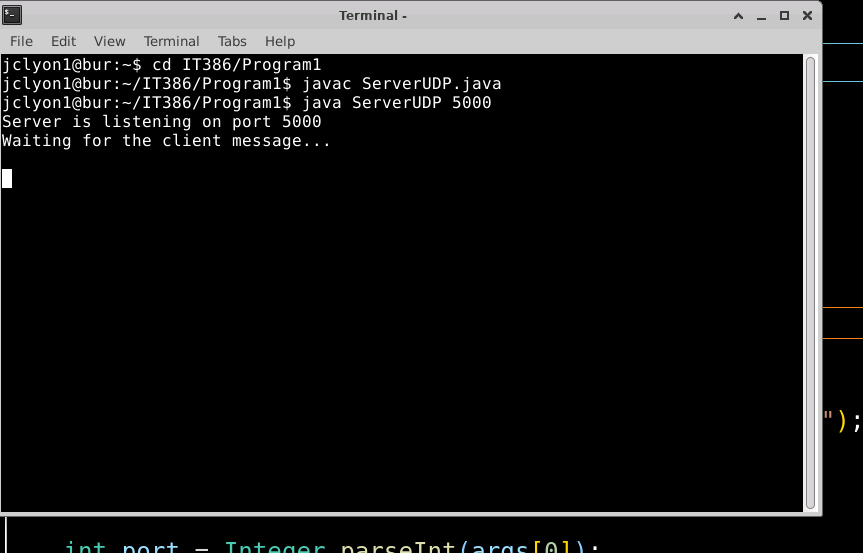 Terminal -
File Edit View Terminal Tabs Help
jclyon1@bur:~$ cd IT386/Program1
jclyon1@bur:~/IT386/Program1$ javac ServerUDP.java
jclyon1@bur:~/IT386/Program1$ java ServerUDP 5000
Server is listening on port 5000
Waiting for the client message...
");
int port = Integer.parseInt(args[0]);